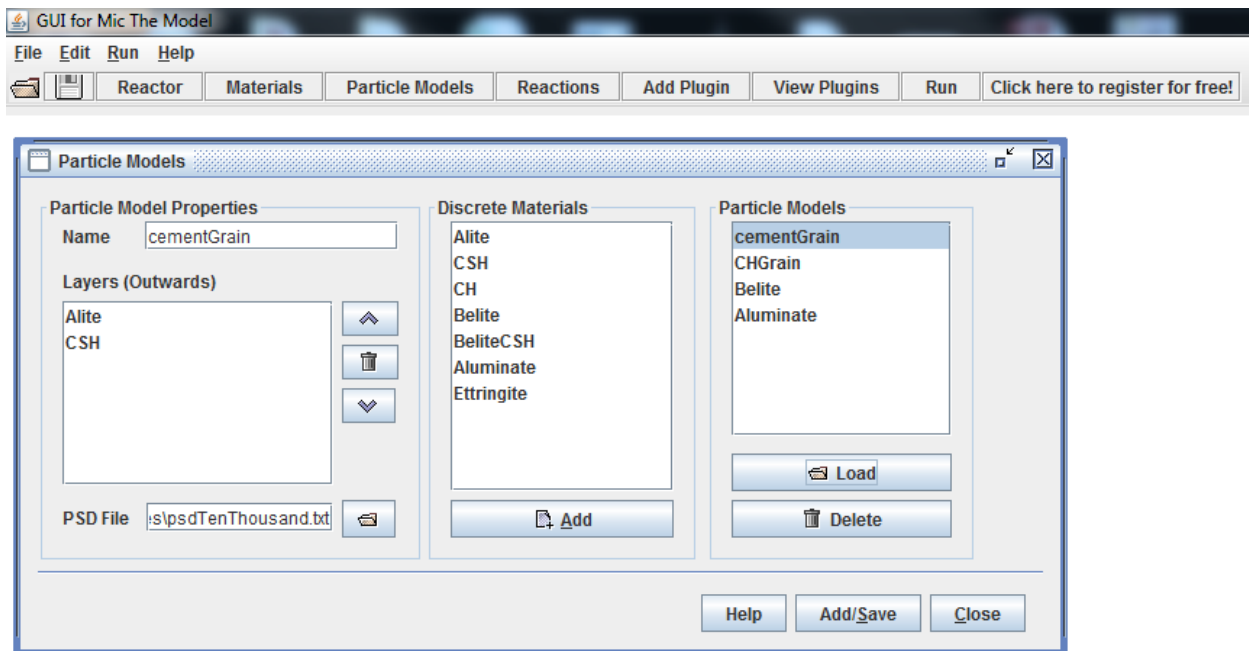 GUI for Mic The Model
File Edit Run Help
Reactor Materials Particle Models Reactions Add Plugin View Plugins Run Click here to register for free!
Particle Models
Particle Model Properties
Name cementGrain
Layers (Outwards)
Alite
CSH
PSD File :s\psdTenThousand.txt
Discrete Materials
Alite
CSH
CH
Belite
BeliteCSH
Aluminate
Ettringite
Add
Particle Models
cementGrain
CHGrain
Belite
Aluminate
Load
Delete
Help Add/Save Close